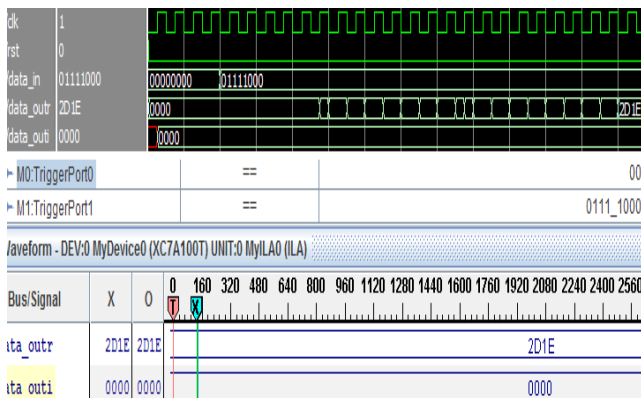 clk 1
rst 0
data_in 01111000 00000000 01111000
data_outr 2D1E 0000 2D1E
data_outi 0000 0000
M0:TriggerPort0 == 00
M1:TriggerPort1 == 0111_1000
Waveform - DEV:0 MyDevice0 (XC7A100T) UNIT:0 MyILA0 (ILA)
Bus/Signal X O 0 160 320 480 640 800 960 1120 1280 1440 1600 1760 1920 2080 2240 2400 2560
T X
ata_outr 2D1E 2D1E 2D1E
ata_outi 0000 0000 0000